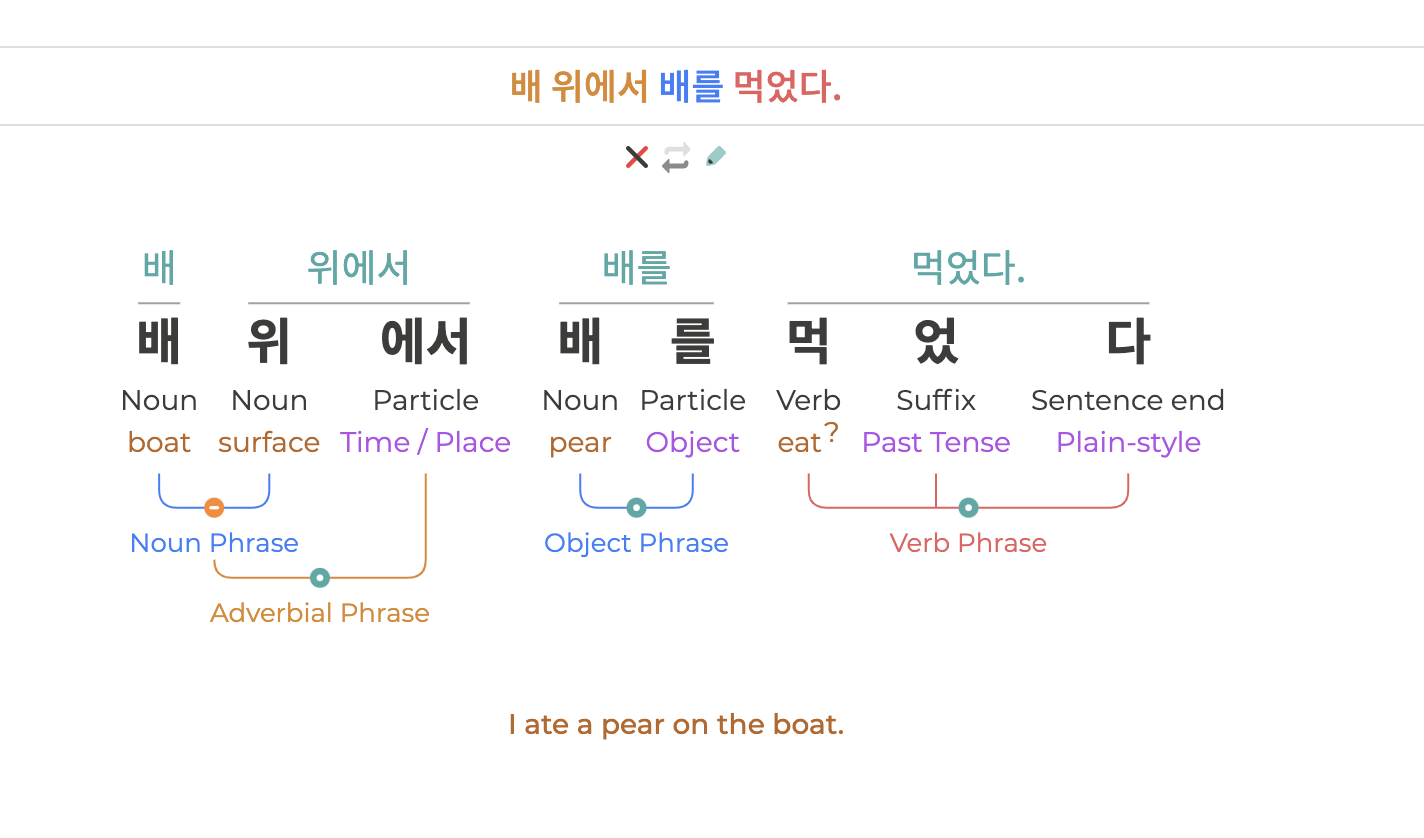 배 위에서 배를 먹었다.
배 위에서 배를 먹었다.
배 위 에서 배 를 먹 었 다
Noun Noun Particle Noun Particle Verb Suffix Sentence end
boat surface Time / Place pear Object eat? Past Tense Plain-style
Noun Phrase Object Phrase Verb Phrase
Adverbial Phrase
I ate a pear on the boat.